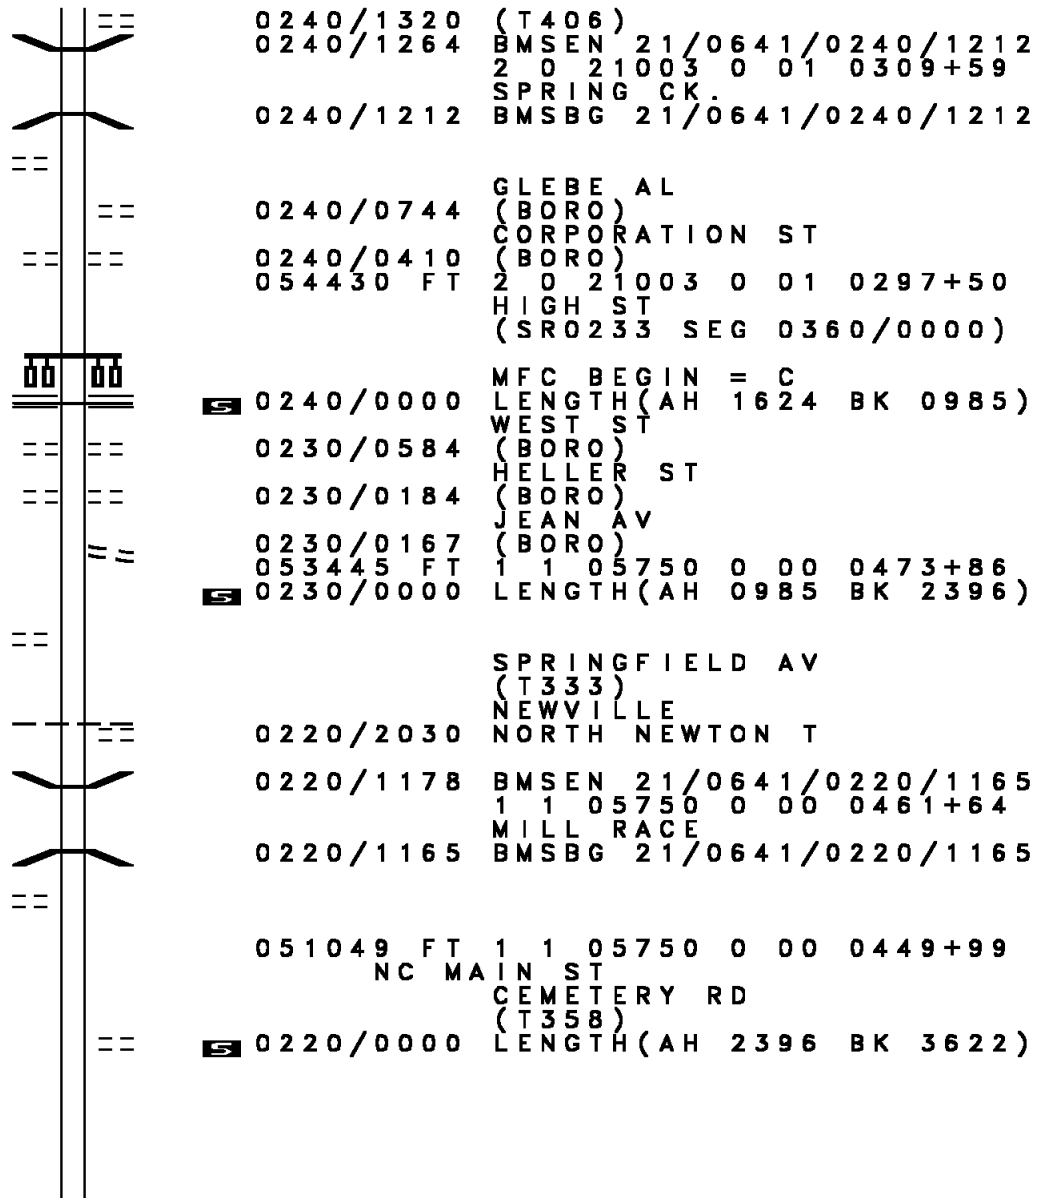 0240/1320 (T406)
0240/1264 BMSEN 21/0641/0240/1212
2 0 21003 0 01 0309+59
SPRING CK.
0240/1212 BMSBG 21/0641/0240/1212
GLEBE AL
0240/0744 (BORO)
CORPORATION ST
0240/0410 (BORO)
054430 FT 2 0 21003 0 01 0297+50
HIGH ST
(SR0233 SEG 0360/0000)
MFC BEGIN = C
S 0240/0000 LENGTH(AH 1624 BK 0985)
WEST ST
0230/0584 (BORO)
HELLER ST
0230/0184 (BORO)
JEAN AV
0230/0167 (BORO)
053445 FT 1 1 05750 0 00 0473+86
S 0230/0000 LENGTH(AH 0985 BK 2396)
SPRINGFIELD AV
(T333)
NEWVILLE
0220/2030 NORTH NEWTON T
0220/1178 BMSEN 21/0641/0220/1165
1 1 05750 0 00 0461+64
MILL RACE
0220/1165 BMSBG 21/0641/0220/1165
051049 FT 1 1 05750 0 00 0449+99
NC MAIN ST
CEMETERY RD
(T358)
S 0220/0000 LENGTH(AH 2396 BK 3622)